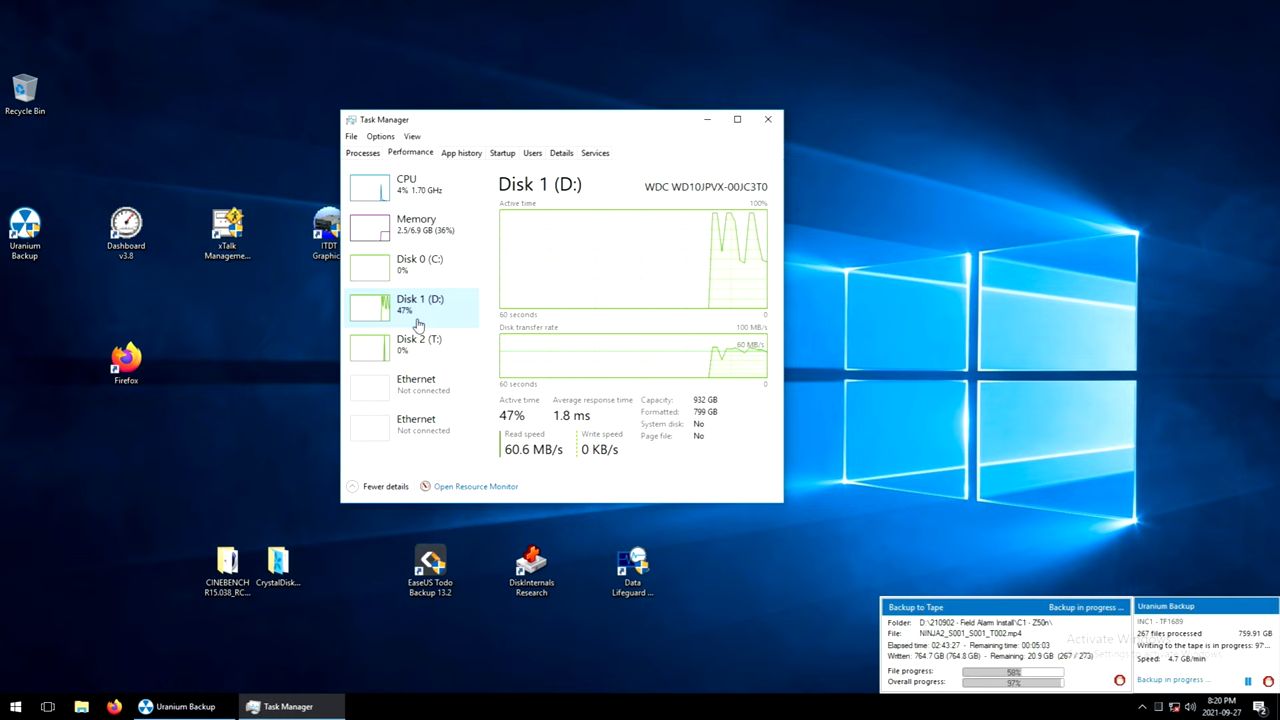 Recycle Bin
Uranium
Backup
Dashboard
v3.8
xTalk
Manageme...
ITDT
Graphic
Firefox
Task Manager
File Options View
Processes Performance App history Startup Users Details Services
CPU
4% 1.70 GHz
Memory
2.5/6.9 GB (36%)
Disk 0 (C:)
0%
Disk 1 (D:)
47%
Disk 2 (T:)
0%
Ethernet
Not connected
Ethernet
Not connected
Disk 1 (D:) WDC WD10JPVX-00JC3T0
Active time 100%
60 seconds 0
Disk transfer rate 100 MB/s
60 MB/s
60 seconds 0
Active time Average response time
47% 1.8 ms
Read speed Write speed
60.6 MB/s 0 KB/s
Capacity: 932 GB
Formatted: 799 GB
System disk: No
Page file: No
Fewer details Open Resource Monitor
CINEBENCH
R15.038_RC...
CrystalDisk...
EaseUS Todo
Backup 13.2
DiskInternals
Research
Data
Lifeguard ...
Backup to Tape Backup in progress ...
Folder: D:\210902 - Field Alarm Install\C1 - Z50n\
File: NINJA2_S001_S001_T002.mp4
Elapsed time: 02:43:27 - Remaining time: 00:05:03
Written: 764.7 GB (764.8 GB) - Remaining: 20.9 GB (267 / 273)
File progress: 58%
Overall progress: 97%
Uranium Backup
INC1 - TF1689
267 files processed 759.91 GB
Writing to the tape is in progress: 97...
Speed: 4.7 GB/min
Backup in progress ...
Activate Win
Uranium Backup
Task Manager
8:20 PM
2021-09-27
2